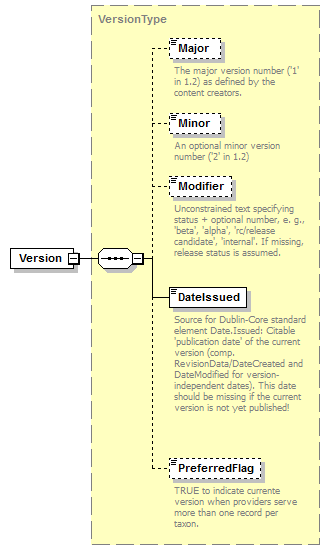 VersionType
Major
The major version number ('1'
in 1.2) as defined by the
content creators.
Minor
An optional minor version
number ('2' in 1.2)
Modifier
Unconstrained text specifying
status + optional number, e. g.,
'beta', 'alpha', 'rc/release
candidate', 'internal'. If missing,
release status is assumed.
Version
DateIssued
Source for Dublin-Core standard
element Date.Issued: Citable
'publication date' of the current
version (comp.
RevisionData/DateCreated and
DateModified for version-
independent dates). This date
should be missing if the current
version is not yet published!
PreferredFlag
TRUE to indicate currente
version when providers serve
more than one record per
taxon.